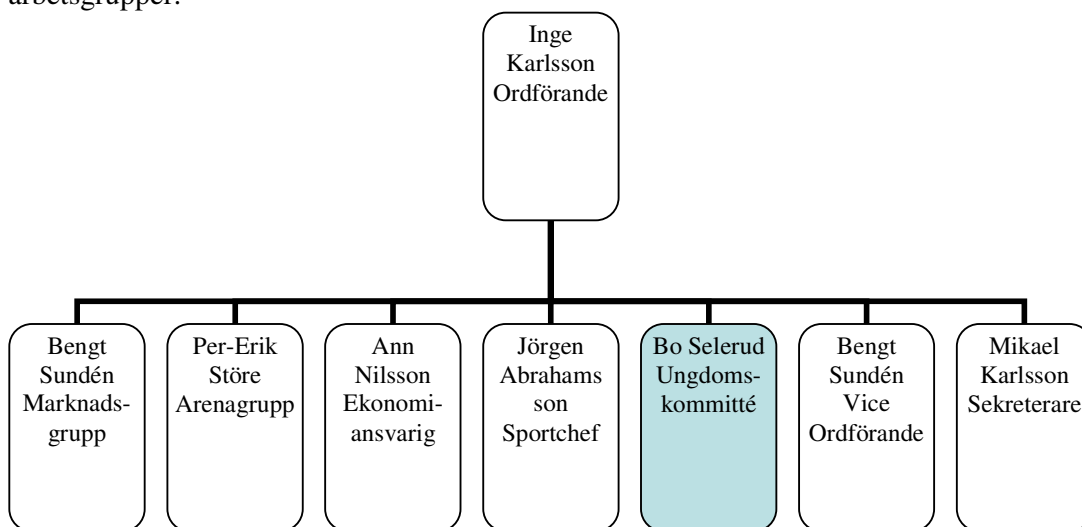 arbetsgrupper.
Inge
Karlsson
Ordförande
Bengt
Sundén
Marknads-
grupp
Per-Erik
Störe
Arenagrupp
Ann
Nilsson
Ekonomi-
ansvarig
Jörgen
Abrahams
son
Sportchef
Bo Selerud
Ungdoms-
kommitté
Bengt
Sundén
Vice
Ordförande
Mikael
Karlsson
Sekreterare